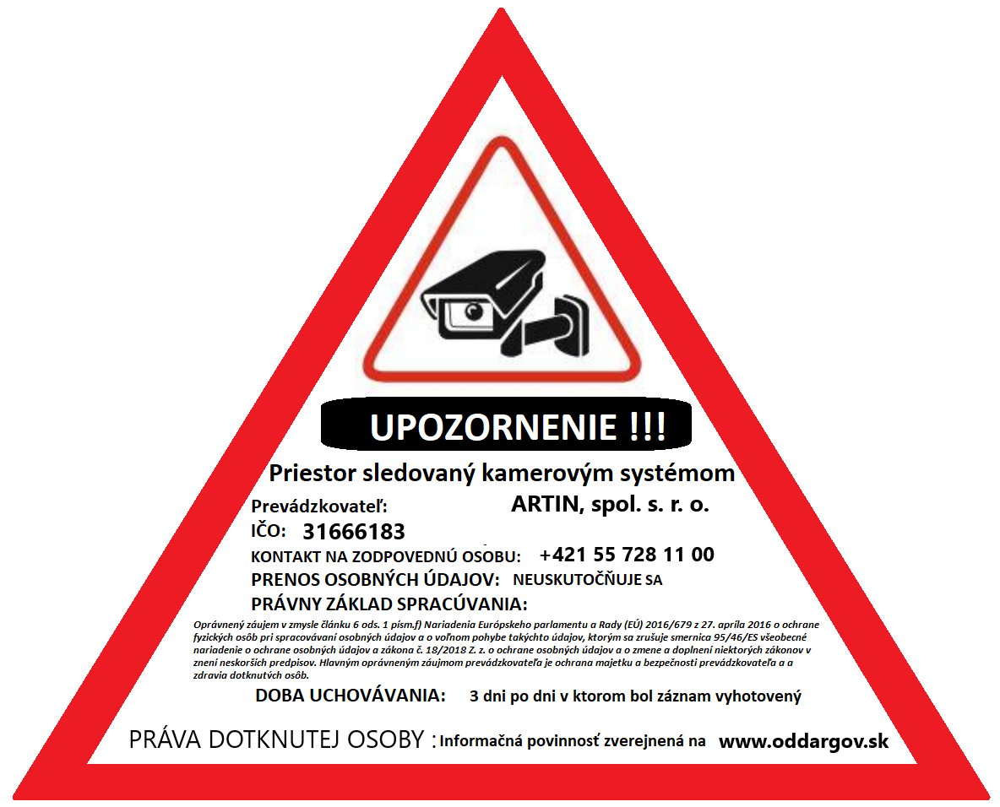 UPOZORNENIE !!!
Priestor sledovaný kamerovým systémom
Prevádzkovateľ: ARTIN, spol. s. r. o.
IČO: 31666183
KONTAKT NA ZODPOVEDNÚ OSOBU: +421 55 728 11 00
PRENOS OSOBNÝCH ÚDAJOV: NEUSKUTOČŇUJE SA
PRÁVNY ZÁKLAD SPRACÚVANIA:
Oprávnený záujem v zmysle článku 6 ods. 1 písm.f) Nariadenia Európskeho parlamentu a Rady (EÚ) 2016/679 z 27. apríla 2016 o ochrane
fyzických osôb pri spracovávaní osobných údajov a o voľnom pohybe takýchto údajov, ktorým sa zrušuje smernica 95/46/ES všeobecné
nariadenie o ochrane osobných údajov a zákona č. 18/2018 Z. z. o ochrane osobných údajov a o zmene a doplnení niektorých zákonov v
znení neskorších predpisov. Hlavným oprávneným záujmom prevádzkovateľa je ochrana majetku a bezpečnosti prevádzkovateľa a a
zdravia dotknutých osôb.
DOBA UCHOVÁVANIA: 3 dni po dni v ktorom bol záznam vyhotovený
PRÁVA DOTKNUTEJ OSOBY : Informačná povinnosť zverejnená na www.oddargov.sk